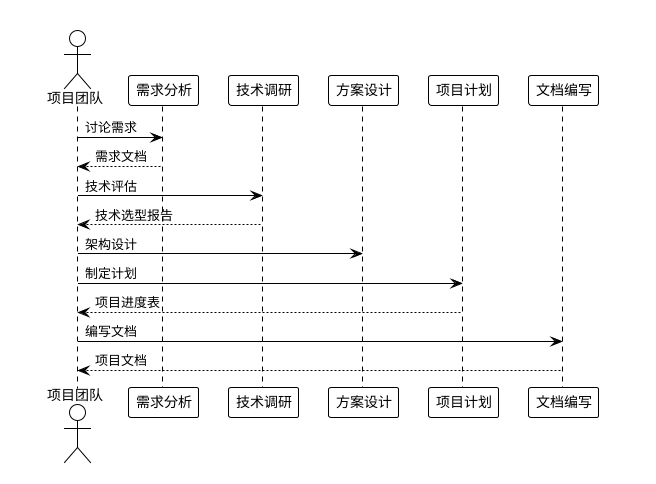 项目团队
需求分析
技术调研
方案设计
项目计划
文档编写
讨论需求
需求文档
技术评估
技术选型报告
架构设计
制定计划
项目进度表
编写文档
项目文档
项目团队
需求分析
技术调研
方案设计
项目计划
文档编写